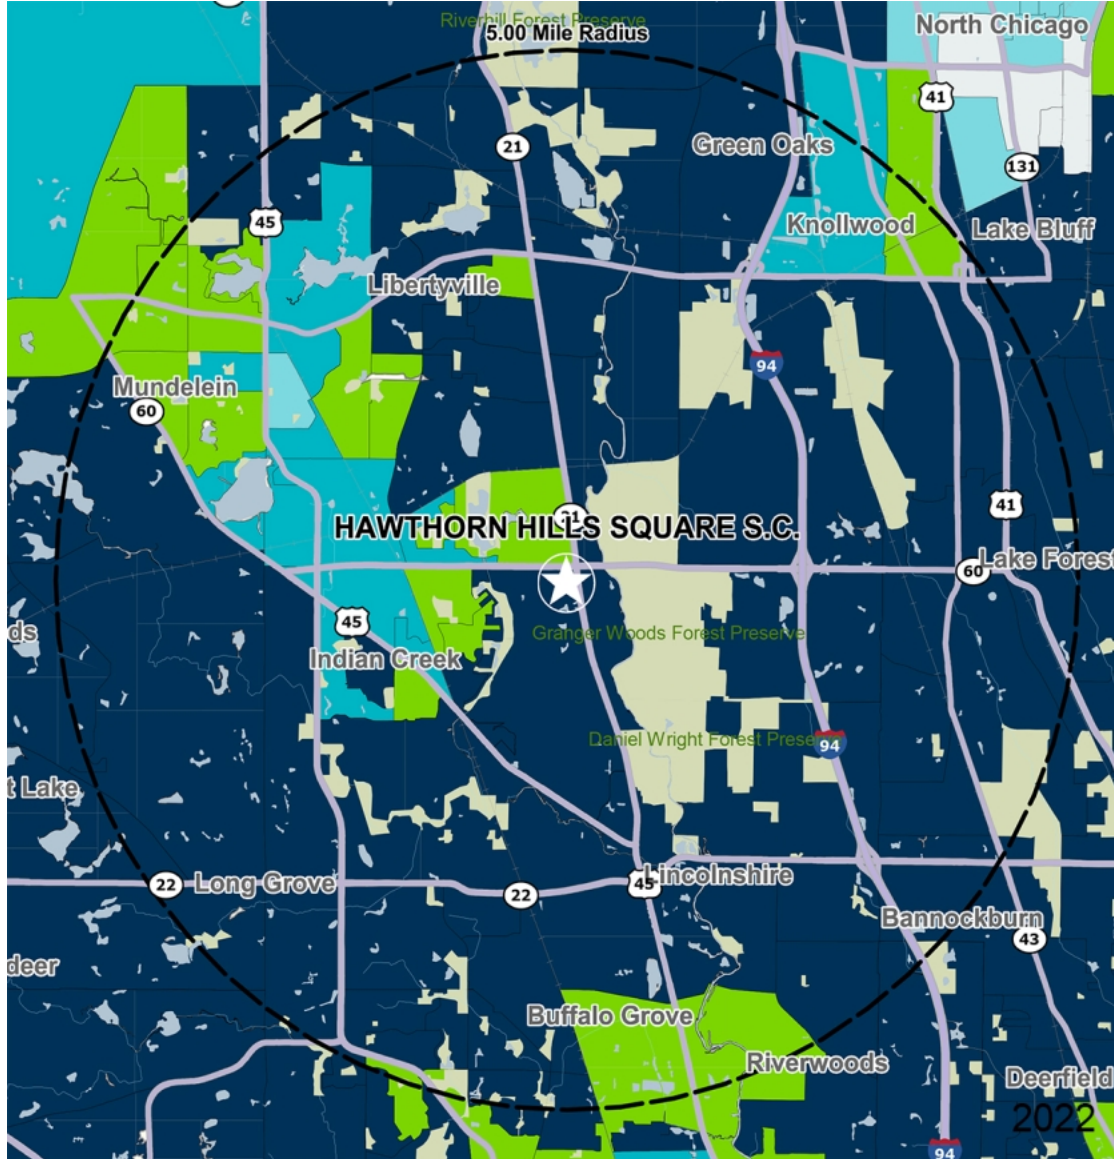 Riverhill Forest Preserve
North Chicago
5.00 Mile Radius
41
21
Green Oaks
131
45
Knollwood
Lake Bluff
Libertyville
94
Mundelein
60
41
21
HAWTHORN HILLS SQUARE S.C.
60
Lake Forest
45
ds
Granger Woods Forest Preserve
Indian Creek
Daniel Wright Forest Preserve
94
t Lake
22
Long Grove
22
45
Lincolnshire
Bannockburn
43
deer
Buffalo Grove
Riverwoods
Deerfield
2022
94